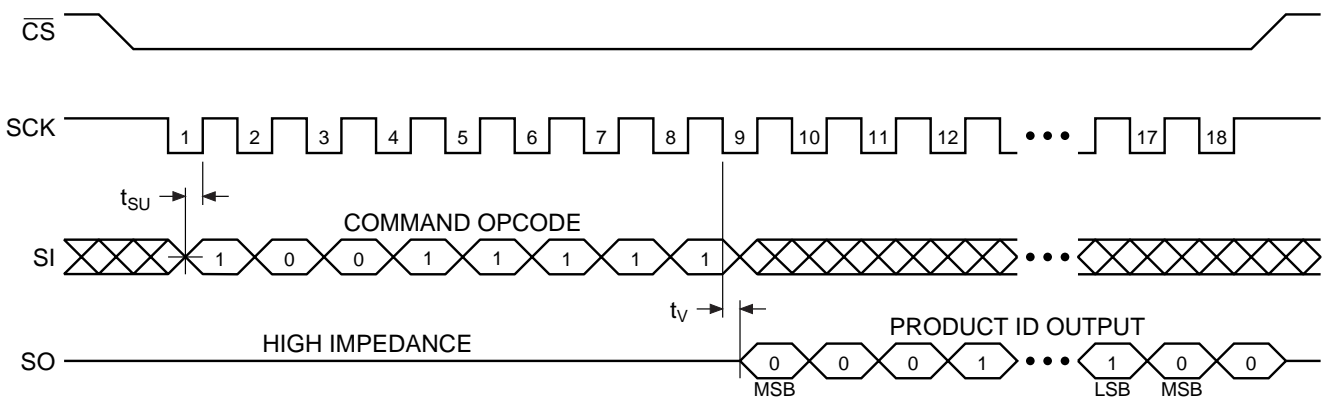 CS
SCK 1 2 3 4 5 6 7 8 9 10 11 12 ••• 17 18
tSU
COMMAND OPCODE
SI 1 0 0 1 1 1 1 1 •••
tV
HIGH IMPEDANCE PRODUCT ID OUTPUT
SO 0 0 0 1 ••• 1 0 0
MSB LSB MSB